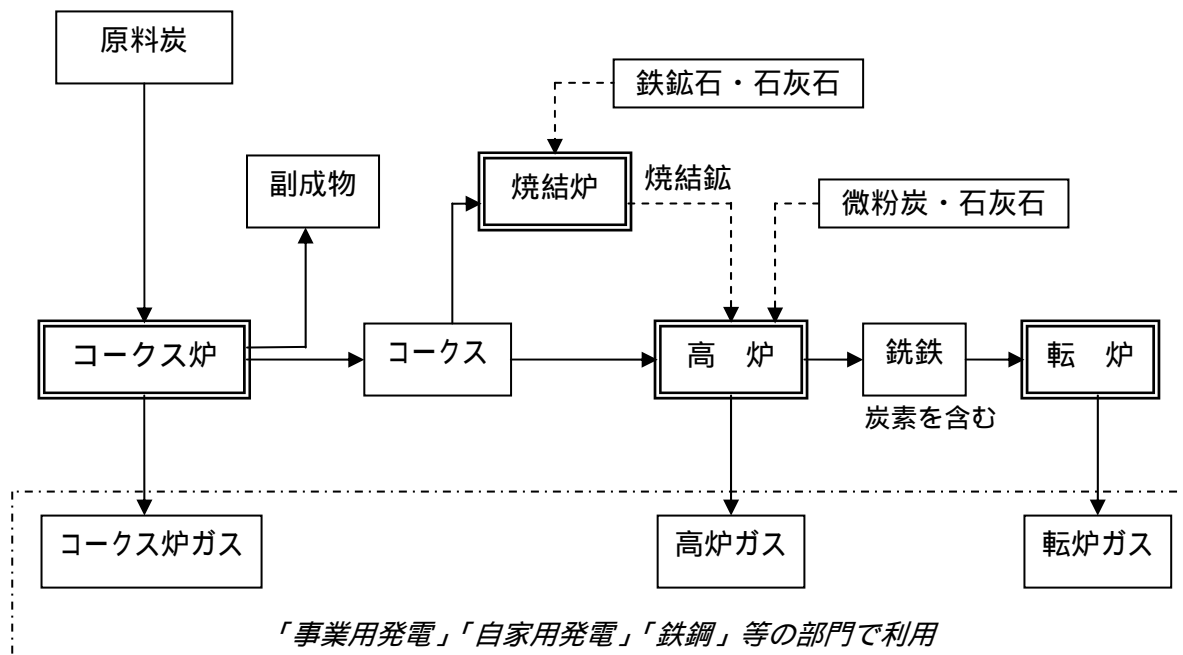 原料炭
鉄鉱石・石灰石
副成物
焼結炉
焼結鉱
微粉炭・石灰石
コークス炉
コークス
高　炉
銑鉄
転　炉
炭素を含む
コークス炉ガス
高炉ガス
転炉ガス
「事業用発電」「自家用発電」「鉄鋼」等の部門で利用